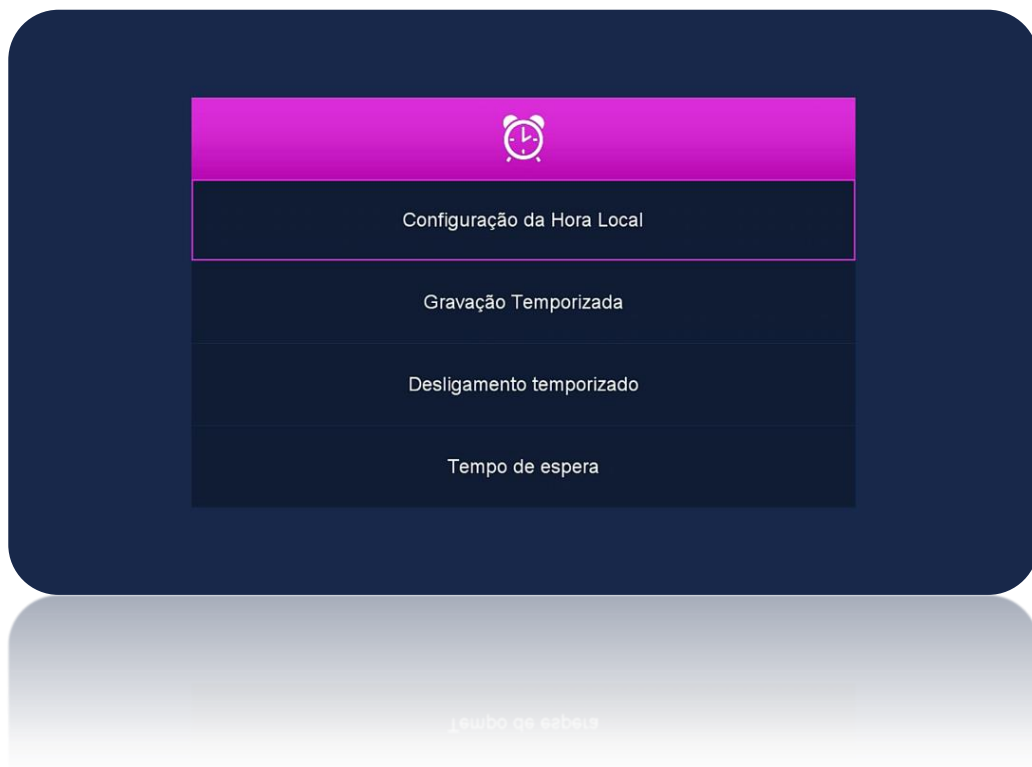 Configuração da Hora Local
Gravação Temporizada
Desligamento temporizado
Tempo de espera